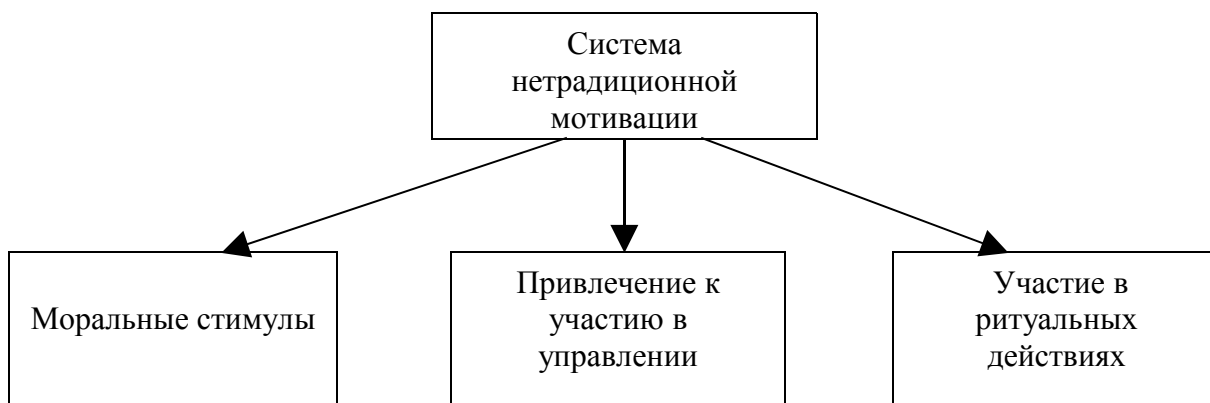 Система
нетрадиционной
мотивации
Моральные стимулы
Привлечение к
участию в
управлении
Участие в
ритуальных
действиях